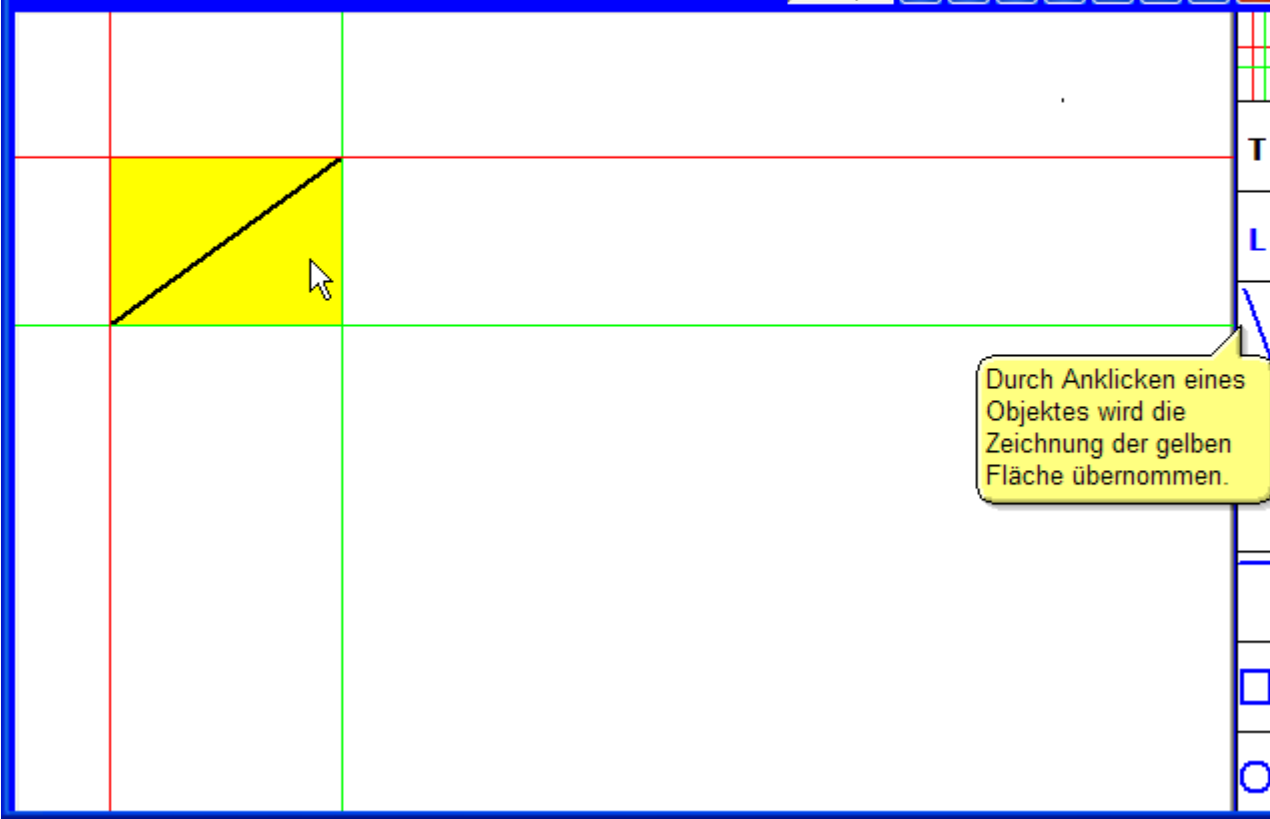 T
L
Durch Anklicken eines
Objektes wird die
Zeichnung der gelben
Fläche übernommen.